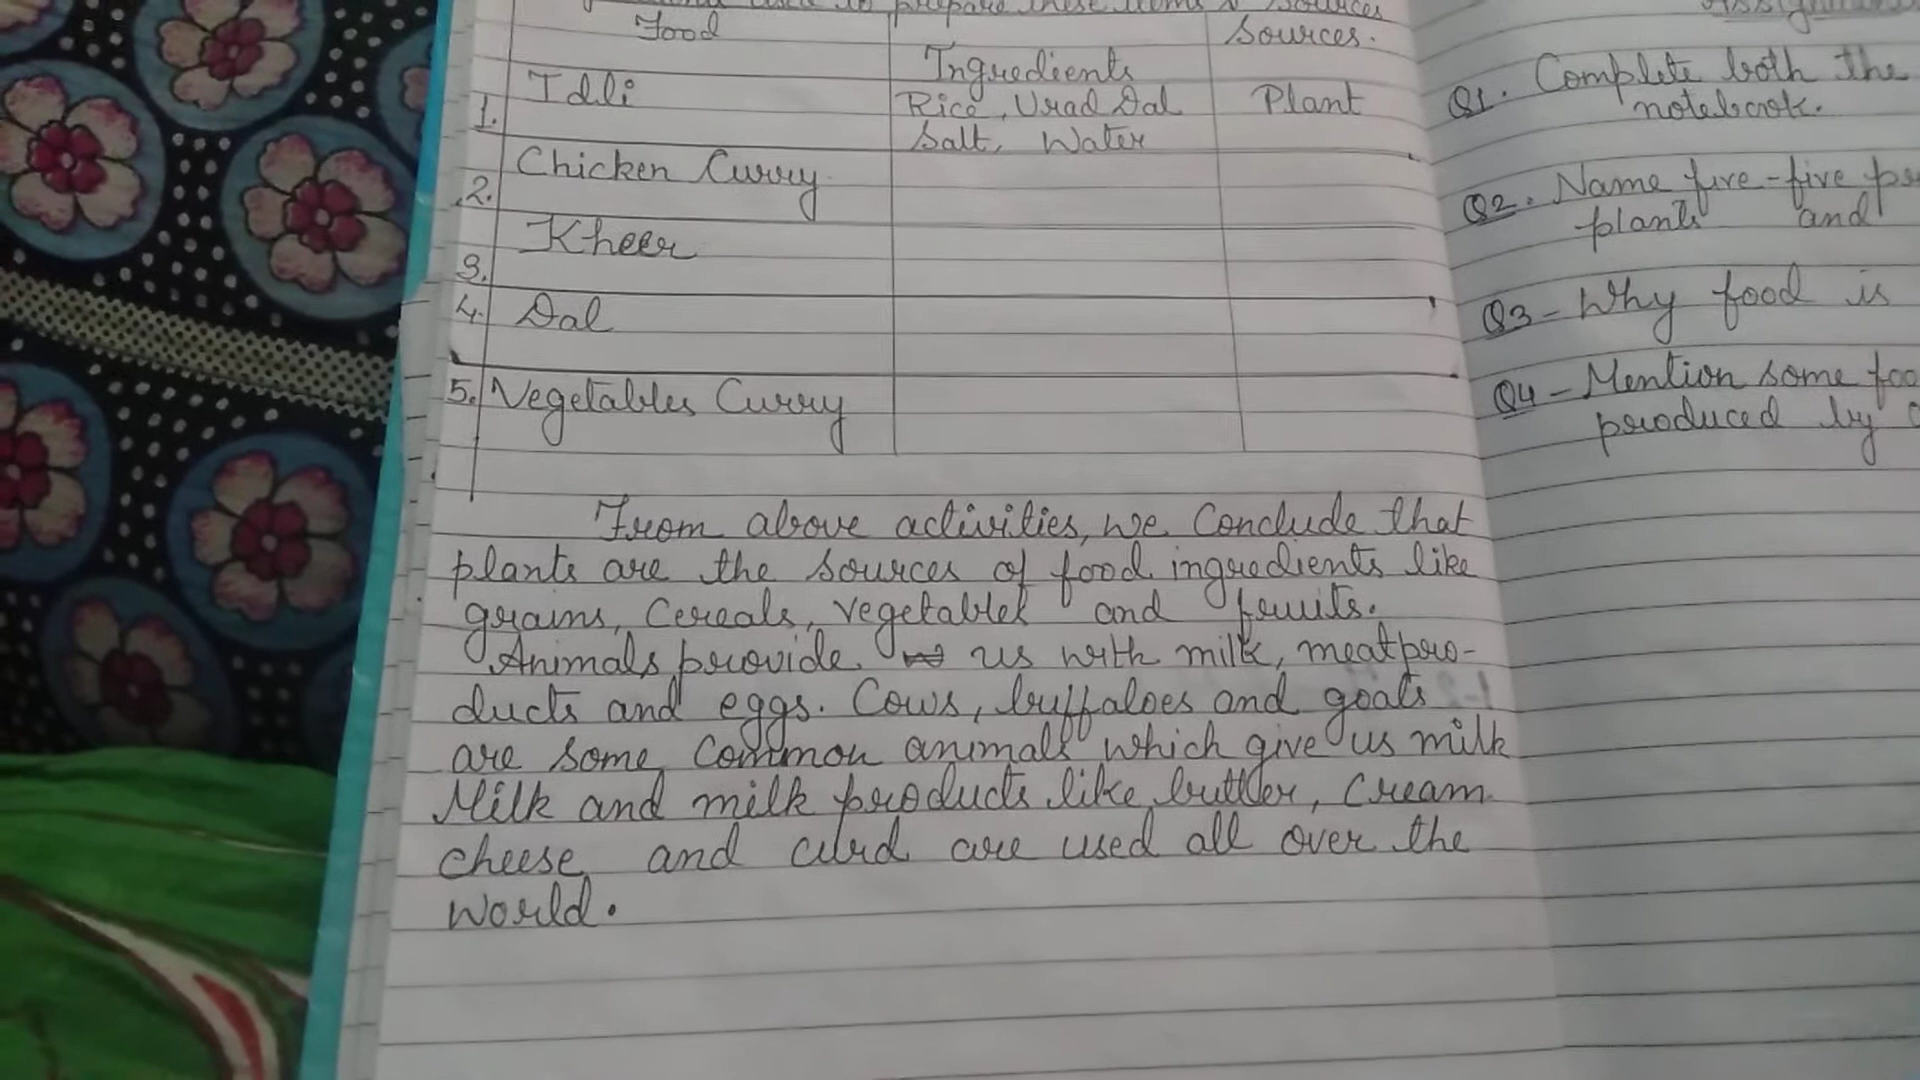 prepare these items & sources
Food
Ingredients
Sources.
1. Idli
Rice, Urad Dal
Salt, Water
Plant
2. Chicken Curry
3. Kheer
4. Dal
5. Vegetables Curry
From above activities, we Conclude that
plants are the sources of food ingredients like
grains, Cereals, vegetables and fruits.
Animals provide us with milk, meat pro-
ducts and eggs. Cows, buffaloes and goats
are some Common animals which give us milk
Milk and milk products like butter, Cream
cheese and curd are used all over the
World.
Q1. Complete both the
notebook.
Q2. Name five-five
plants and
Q3- Why food is
Q4- Mention some
produced by